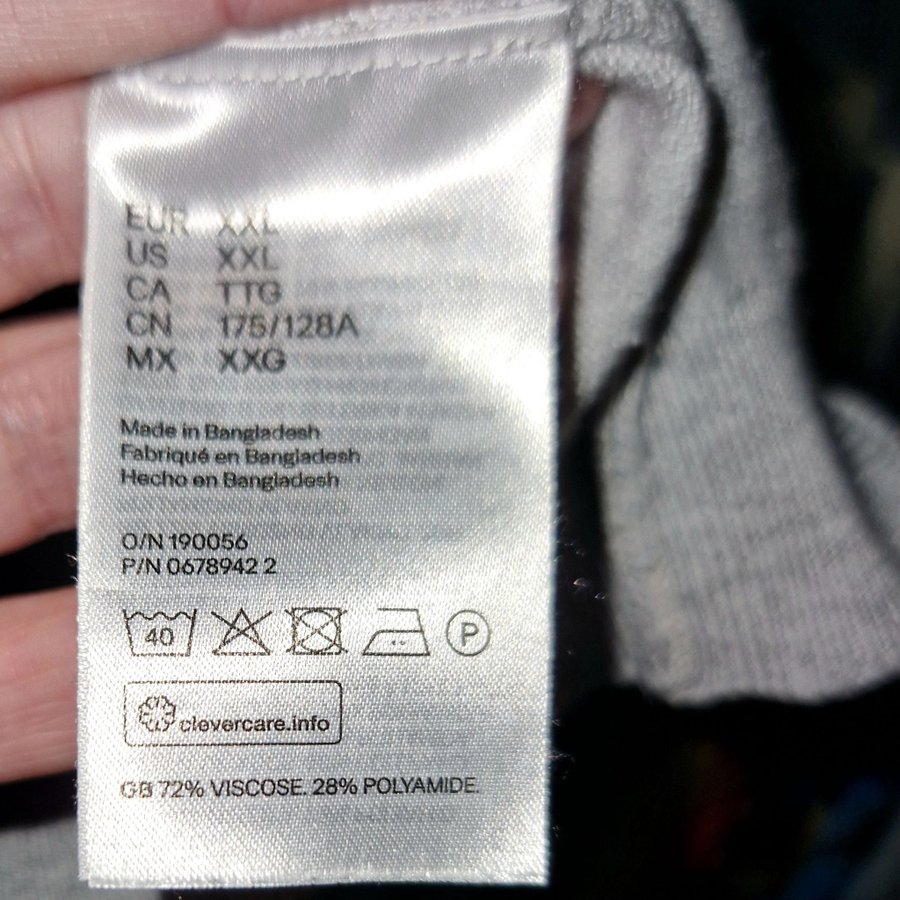 EUR XXL
US XXL
CA TTG
CN 175/128A
MX XXG
Made in Bangladesh
Fabriqué en Bangladesh
Hecho en Bangladesh
O/N 190056
P/N 0678942 2
40 P
clevercare.info
GB 72% VISCOSE. 28% POLYAMIDE.